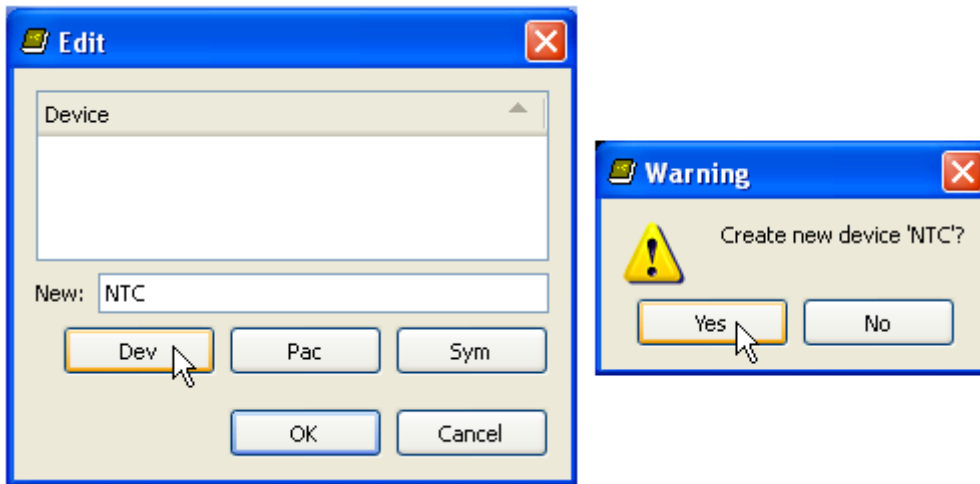 Edit
Device
New: NTC
Dev Pac Sym
OK Cancel
Warning
Create new device 'NTC'?
Yes No